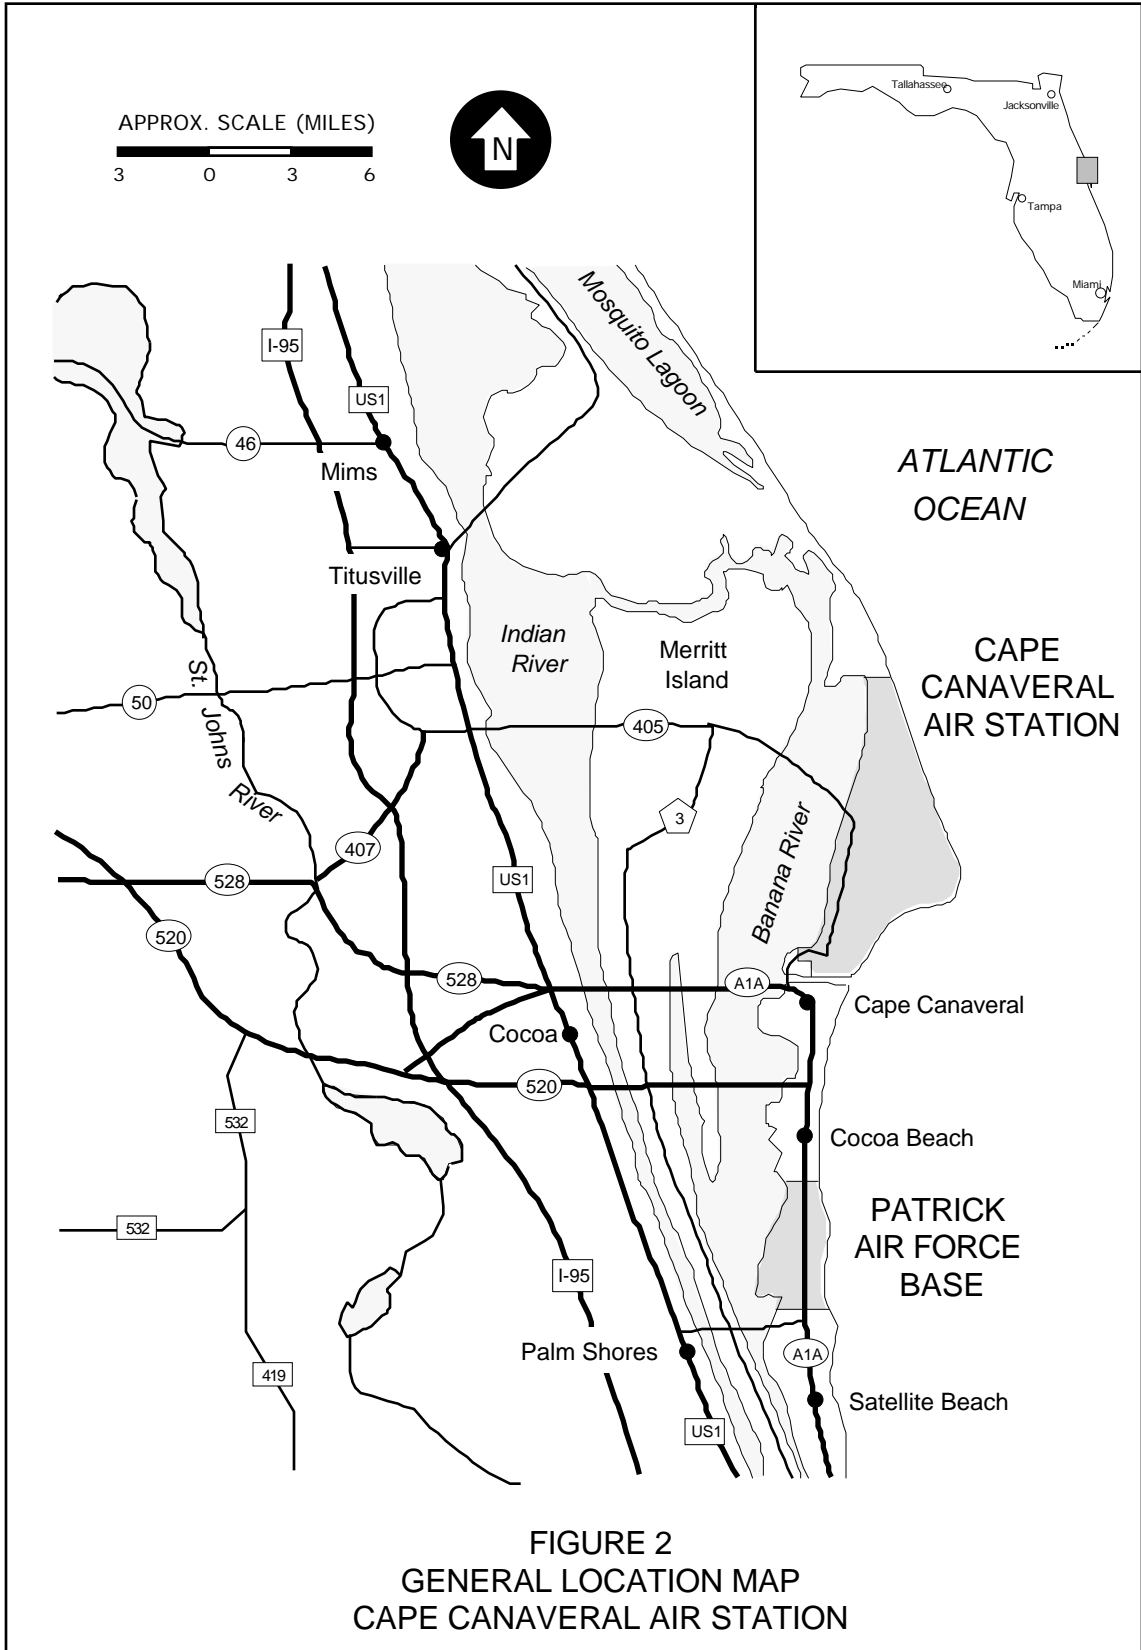 APPROX. SCALE (MILES)
3 0 3 6
N
Tallahassee
Jacksonville
Tampa
Miami
Mosquito Lagoon
I-95
US1
46
Mims
ATLANTIC
OCEAN
Titusville
Indian
River
Merritt
Island
CAPE
CANAVERAL
AIR STATION
St. Johns River
50
405
3
Banana River
407
528
US1
520
528
A1A
Cape Canaveral
Cocoa
520
532
Cocoa Beach
532
PATRICK
AIR FORCE
BASE
I-95
Palm Shores
A1A
419
Satellite Beach
US1
FIGURE 2
GENERAL LOCATION MAP
CAPE CANAVERAL AIR STATION